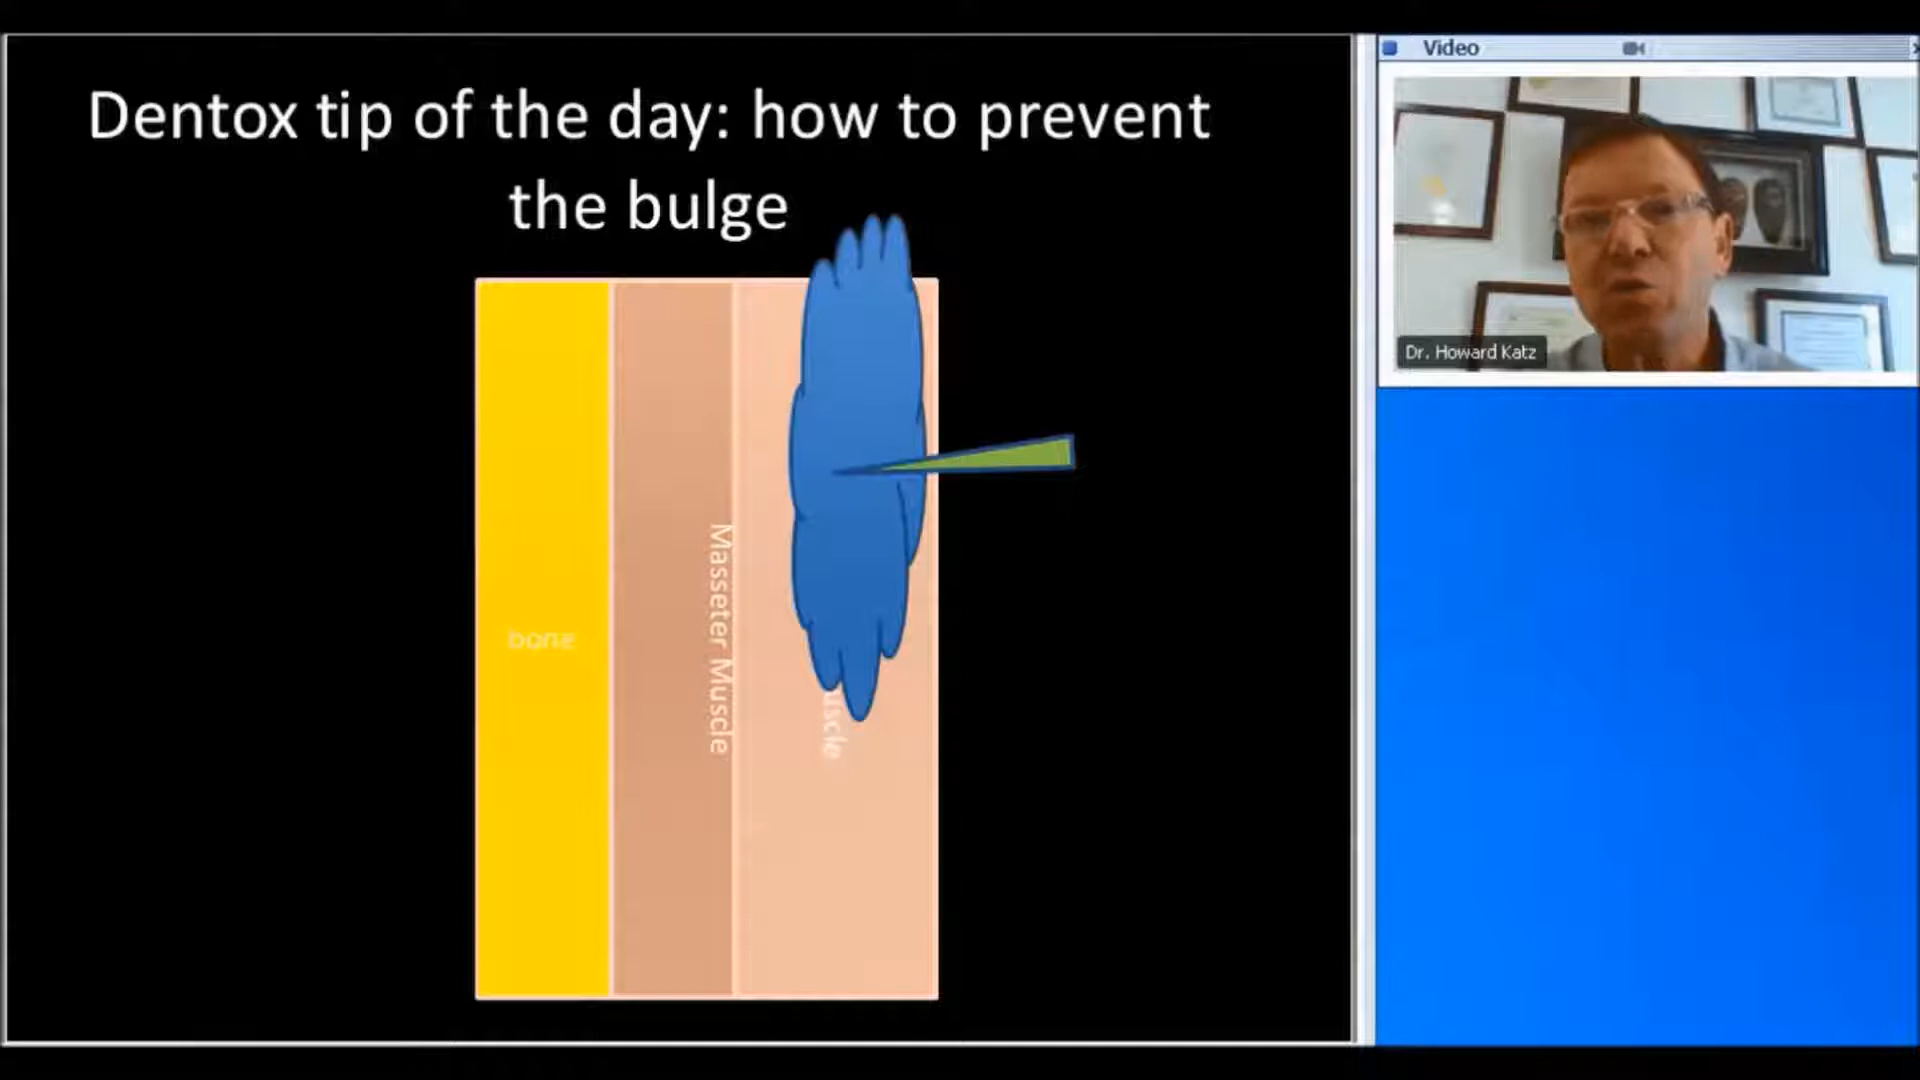 Dentox tip of the day: how to prevent
the bulge
bone
Masseter Muscle
Video
Dr. Howard Katz